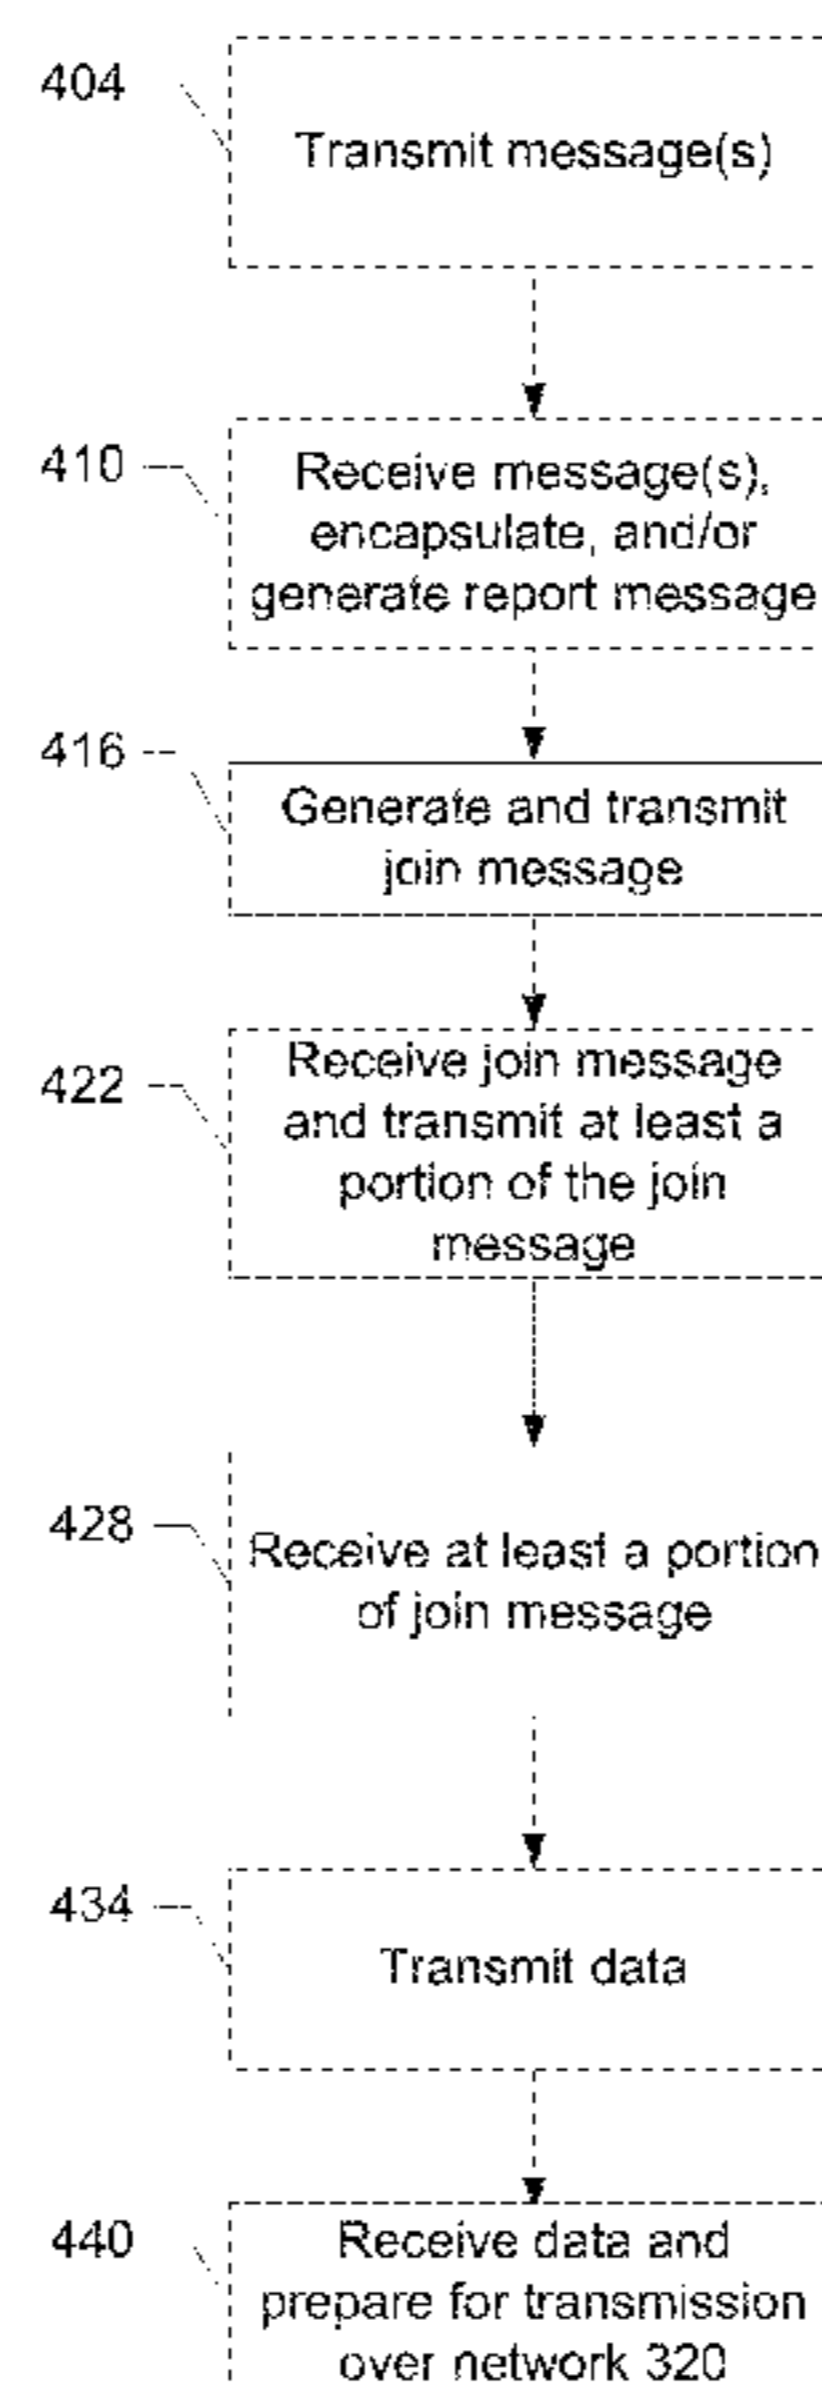 404
Transmit message(s)
410
Receive message(s),
encapsulate, and/or
generate report message
416
Generate and transmit
join message
422
Receive join message
and transmit at least a
portion of the join
message
428
Receive at least a portion
of join message
434
Transmit data
440
Receive data and
prepare for transmission
over network 320